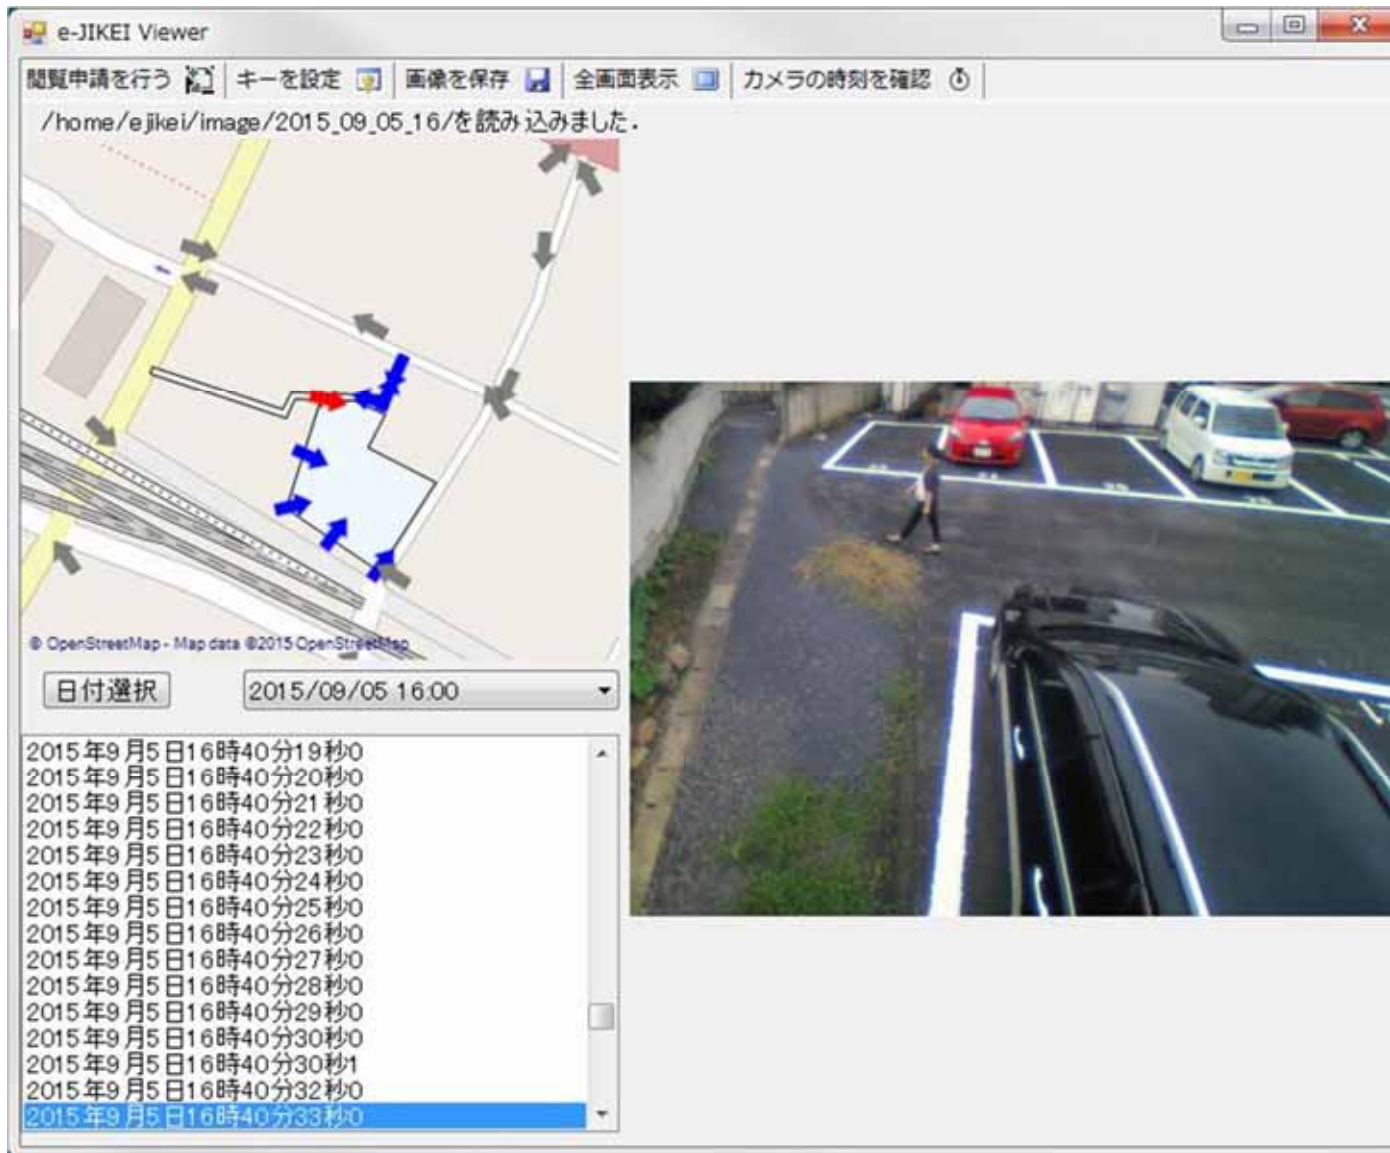 e-JIKEI Viewer
閲覧申請を行う キーを設定 画像を保存 全画面表示 カメラの時刻を確認
/home/ejikei/image/2015_09_05_16/を読み込みました.
© OpenStreetMap - Map data ©2015 OpenStreetMap
日付選択 2015/09/05 16:00
2015年9月5日16時40分19秒0
2015年9月5日16時40分20秒0
2015年9月5日16時40分21秒0
2015年9月5日16時40分22秒0
2015年9月5日16時40分23秒0
2015年9月5日16時40分24秒0
2015年9月5日16時40分25秒0
2015年9月5日16時40分26秒0
2015年9月5日16時40分27秒0
2015年9月5日16時40分28秒0
2015年9月5日16時40分29秒0
2015年9月5日16時40分30秒0
2015年9月5日16時40分30秒1
2015年9月5日16時40分32秒0
2015年9月5日16時40分33秒0